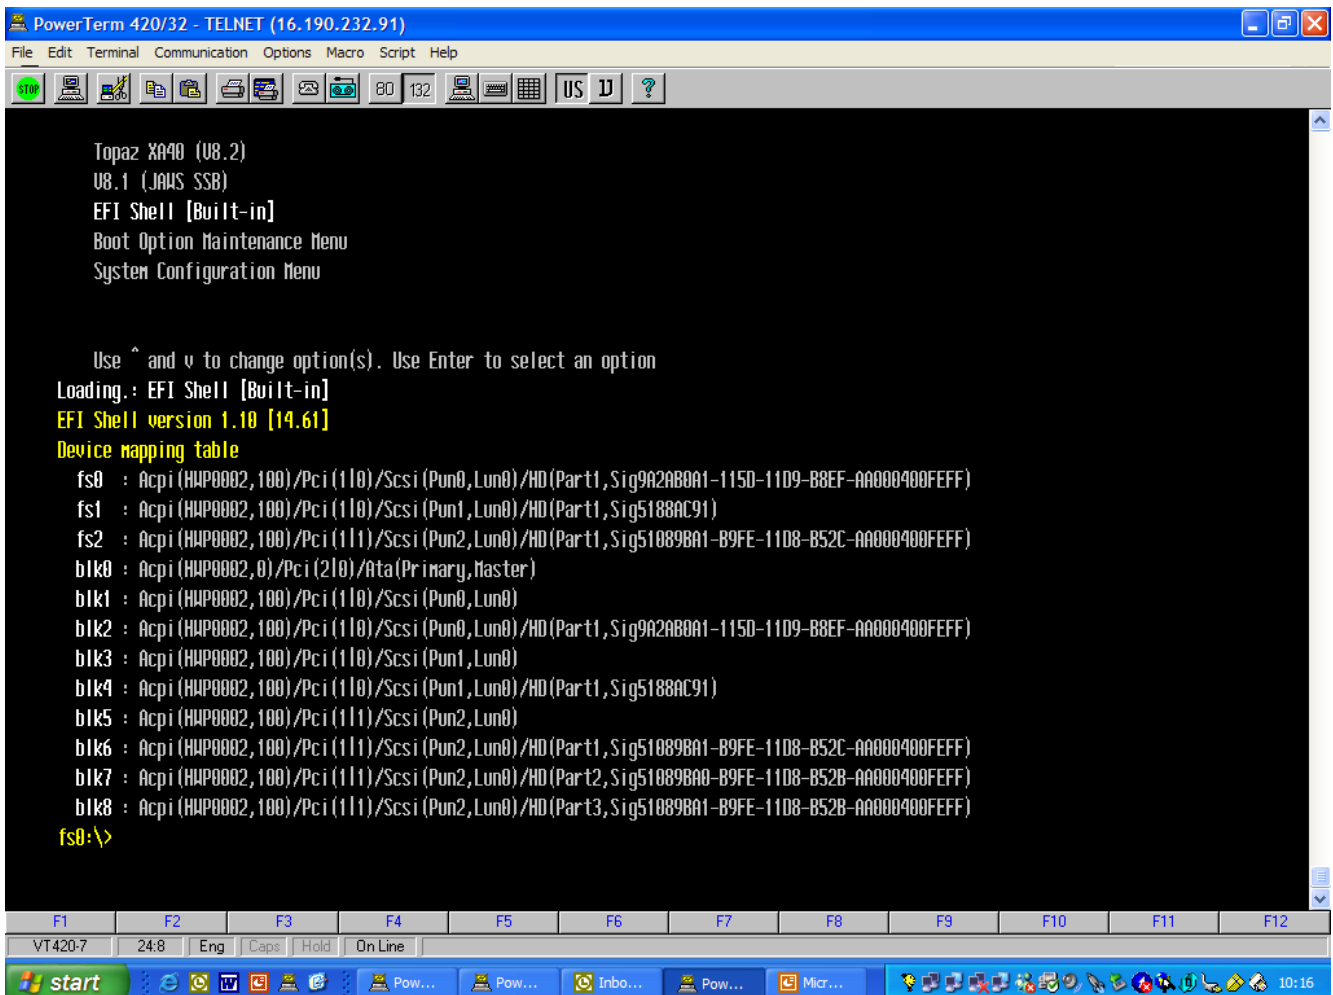 PowerTerm 420/32 - TELNET (16.190.232.91)
File Edit Terminal Communication Options Macro Script Help
STOP 80 132 US U ?
Topaz XA40 (V8.2)
V8.1 (JAWS SSB)
EFI Shell [Built-in]
Boot Option Maintenance Menu
System Configuration Menu
Use ^ and v to change option(s). Use Enter to select an option
Loading.: EFI Shell [Built-in]
EFI Shell version 1.10 [14.61]
Device mapping table
fs0 : Acpi(HWP0002,100)/Pci(1|0)/Scsi(Pun0,Lun0)/HD(Part1,Sig9A2AB0A1-115D-11D9-B8EF-AA000400FEFF)
fs1 : Acpi(HWP0002,100)/Pci(1|0)/Scsi(Pun1,Lun0)/HD(Part1,Sig5188AC91)
fs2 : Acpi(HWP0002,100)/Pci(1|1)/Scsi(Pun2,Lun0)/HD(Part1,Sig51089BA1-B9FE-11D8-B52C-AA000400FEFF)
blk0 : Acpi(HWP0002,0)/Pci(2|0)/Ata(Primary,Master)
blk1 : Acpi(HWP0002,100)/Pci(1|0)/Scsi(Pun0,Lun0)
blk2 : Acpi(HWP0002,100)/Pci(1|0)/Scsi(Pun0,Lun0)/HD(Part1,Sig9A2AB0A1-115D-11D9-B8EF-AA000400FEFF)
blk3 : Acpi(HWP0002,100)/Pci(1|0)/Scsi(Pun1,Lun0)
blk4 : Acpi(HWP0002,100)/Pci(1|0)/Scsi(Pun1,Lun0)/HD(Part1,Sig5188AC91)
blk5 : Acpi(HWP0002,100)/Pci(1|1)/Scsi(Pun2,Lun0)
blk6 : Acpi(HWP0002,100)/Pci(1|1)/Scsi(Pun2,Lun0)/HD(Part1,Sig51089BA1-B9FE-11D8-B52C-AA000400FEFF)
blk7 : Acpi(HWP0002,100)/Pci(1|1)/Scsi(Pun2,Lun0)/HD(Part2,Sig51089BA0-B9FE-11D8-B52B-AA000400FEFF)
blk8 : Acpi(HWP0002,100)/Pci(1|1)/Scsi(Pun2,Lun0)/HD(Part3,Sig51089BA1-B9FE-11D8-B52B-AA000400FEFF)
fs0:\>
F1 F2 F3 F4 F5 F6 F7 F8 F9 F10 F11 F12
VT420-7 24:8 Eng Caps Hold On Line
start Pow... Pow... Inbo... Pow... Micr... 10:16